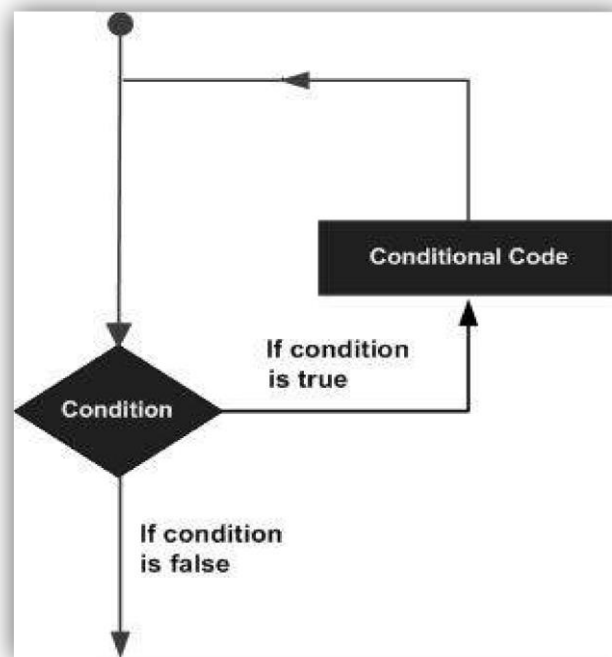 Conditional Code
If condition
is true
Condition
If condition
is false